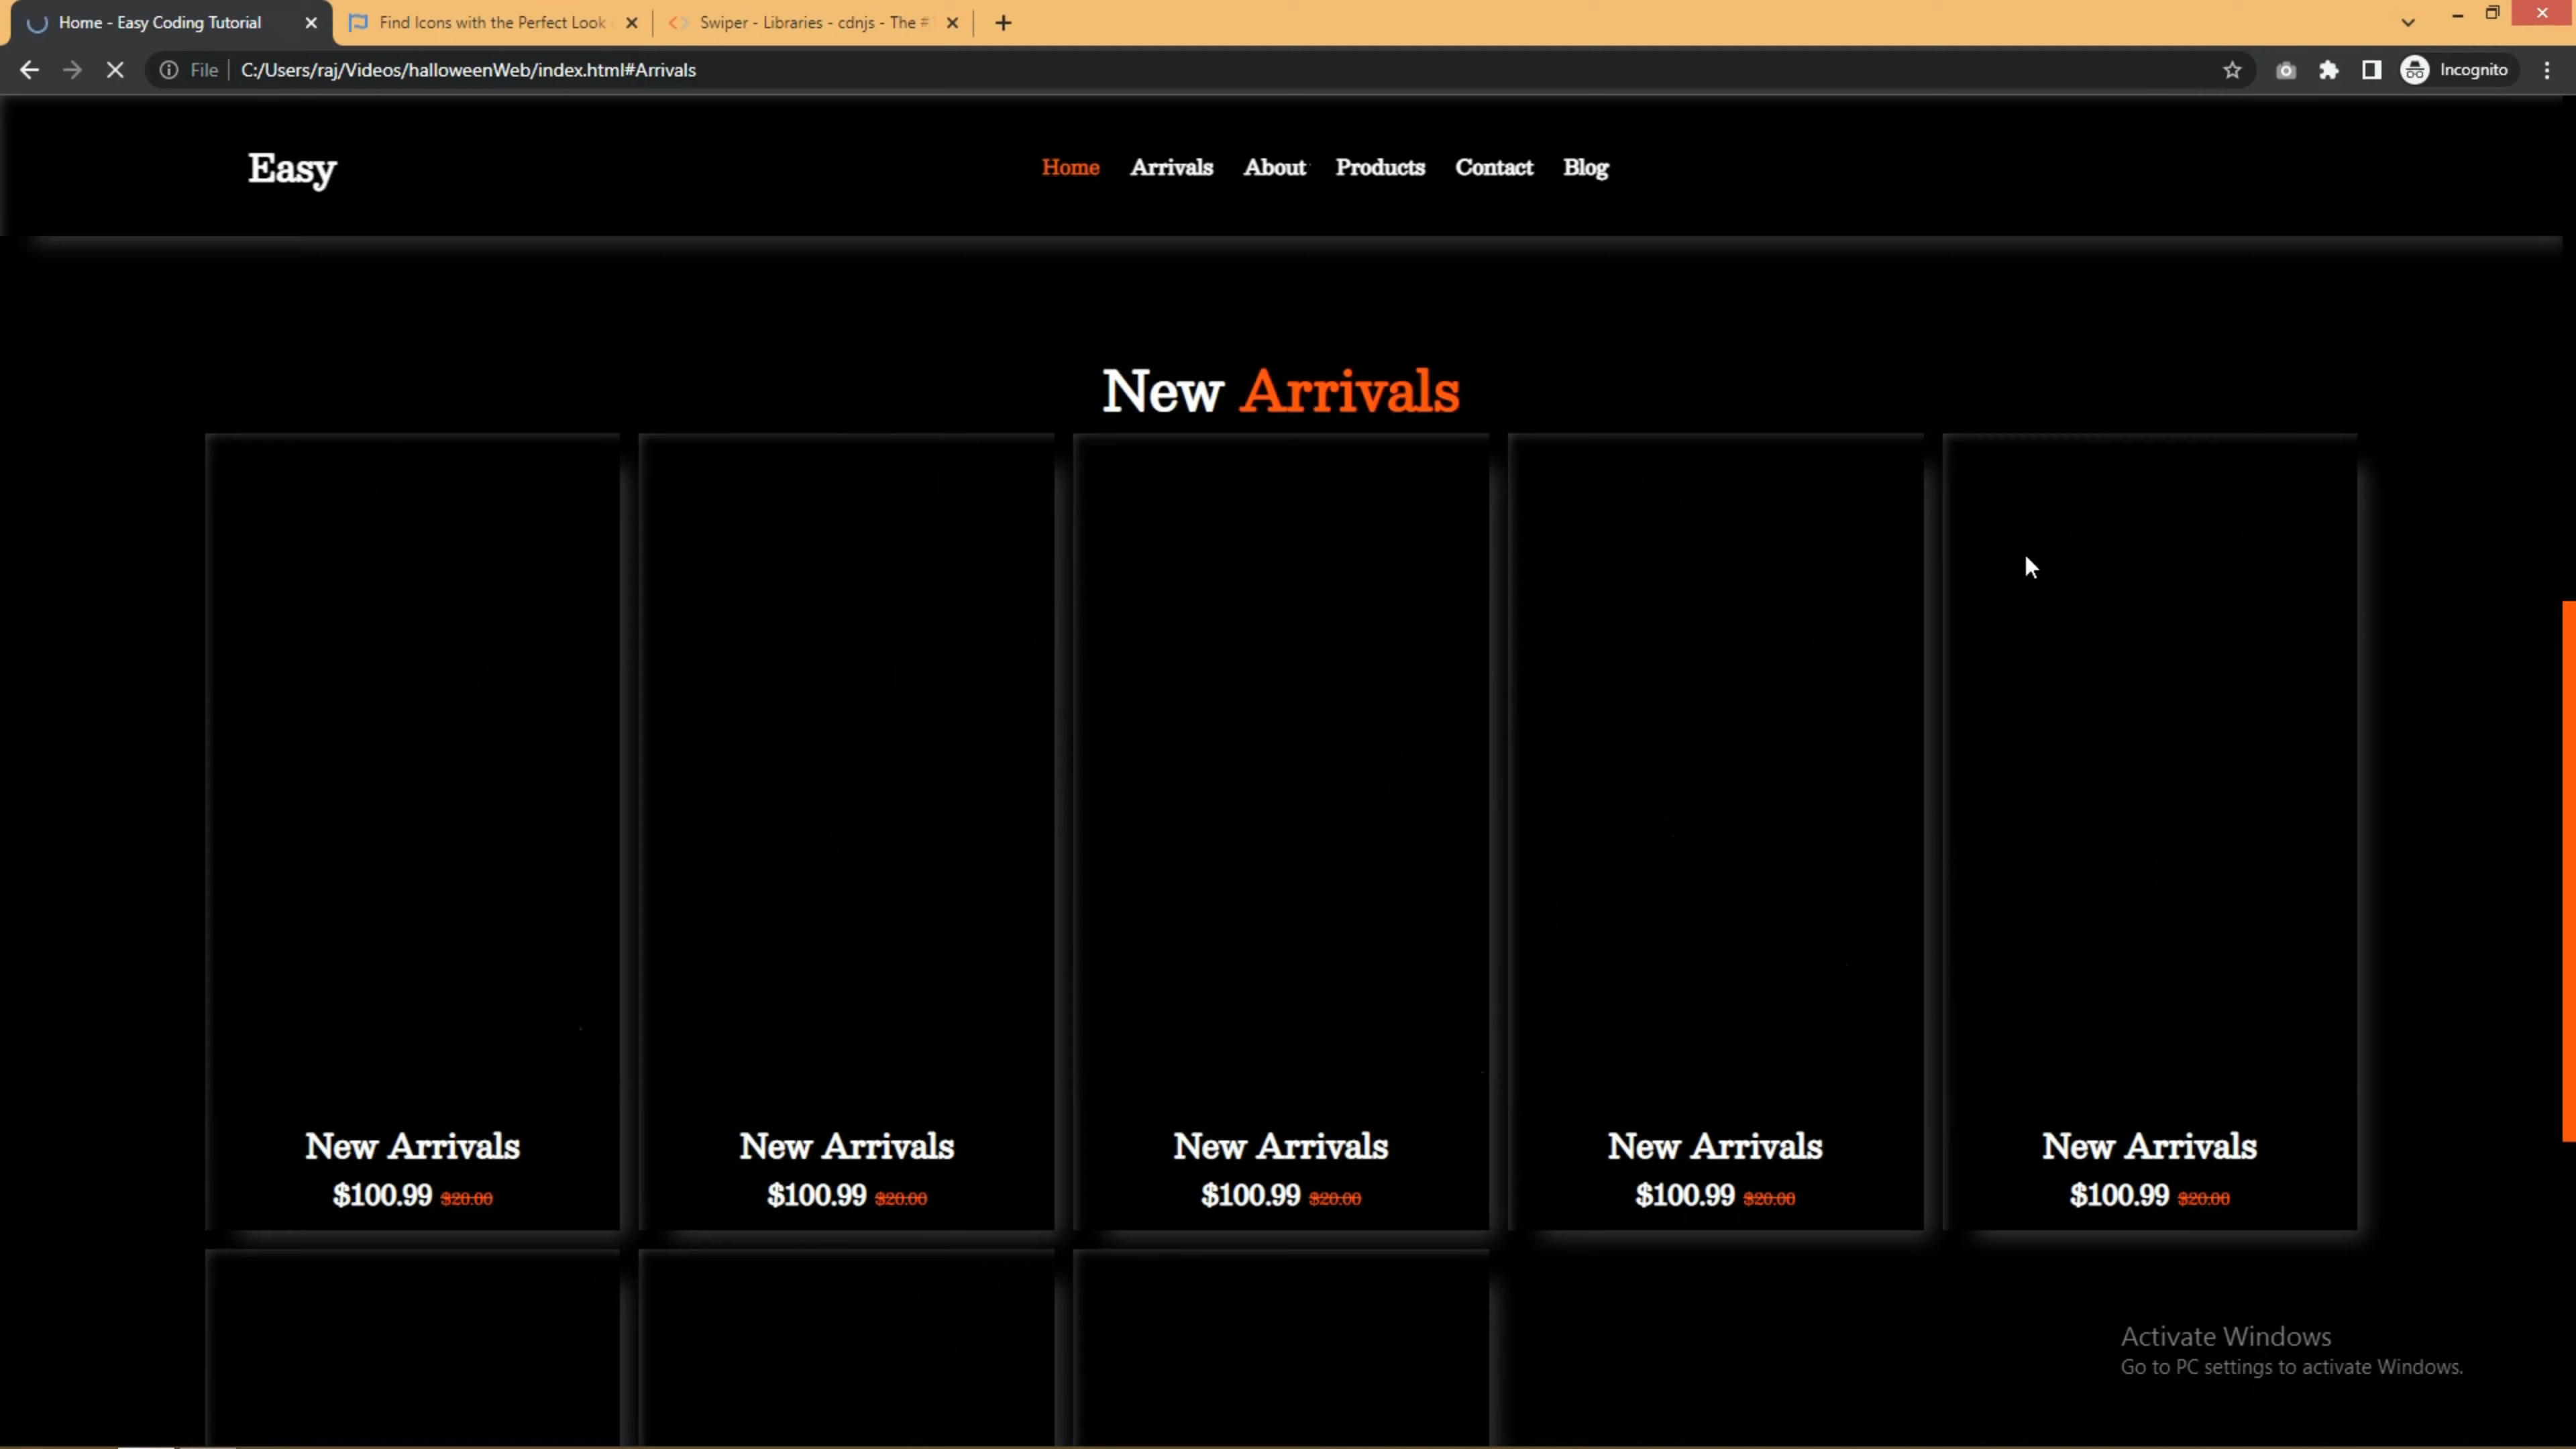 Home - Easy Coding Tutorial
Find Icons with the Perfect Look
Swiper - Libraries - cdnjs - The #
File C:/Users/raj/Videos/halloweenWeb/index.html#Arrivals
Incognito
Easy
Home Arrivals About Products Contact Blog
New Arrivals
New Arrivals New Arrivals New Arrivals New Arrivals New Arrivals
$100.99 $20.00 $100.99 $20.00 $100.99 $20.00 $100.99 $20.00 $100.99 $20.00
Activate Windows
Go to PC settings to activate Windows.